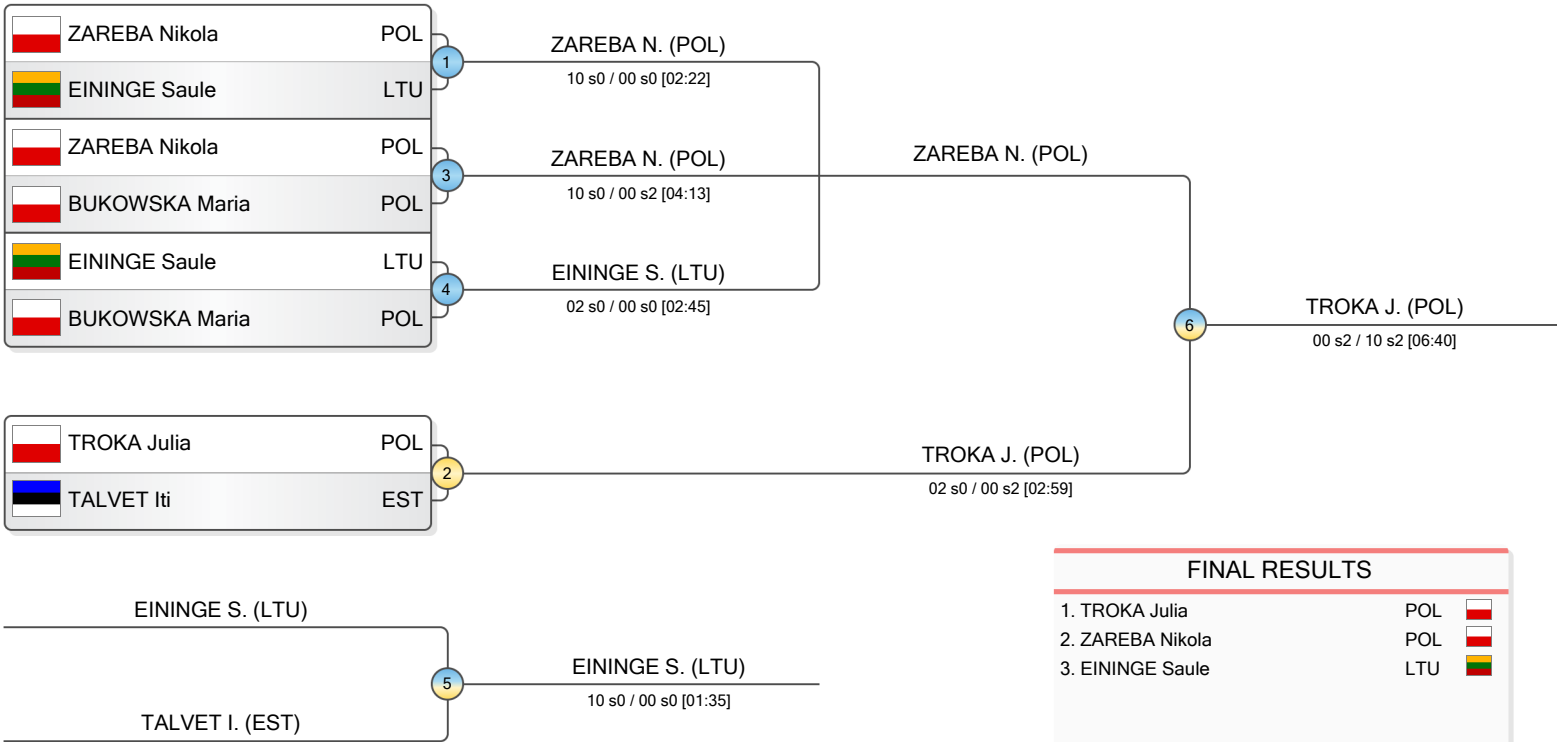 ZAREBA Nikola POL
EININGE Saule LTU
1
ZAREBA N. (POL)
10 s0 / 00 s0 [02:22]
ZAREBA Nikola POL
BUKOWSKA Maria POL
3
ZAREBA N. (POL)
10 s0 / 00 s2 [04:13]
EININGE Saule LTU
BUKOWSKA Maria POL
4
EININGE S. (LTU)
02 s0 / 00 s0 [02:45]
ZAREBA N. (POL)
TROKA Julia POL
TALVET Iti EST
2
TROKA J. (POL)
02 s0 / 00 s2 [02:59]
6
TROKA J. (POL)
00 s2 / 10 s2 [06:40]
EININGE S. (LTU)
TALVET I. (EST)
5
EININGE S. (LTU)
10 s0 / 00 s0 [01:35]
FINAL RESULTS
1. TROKA Julia POL
2. ZAREBA Nikola POL
3. EININGE Saule LTU